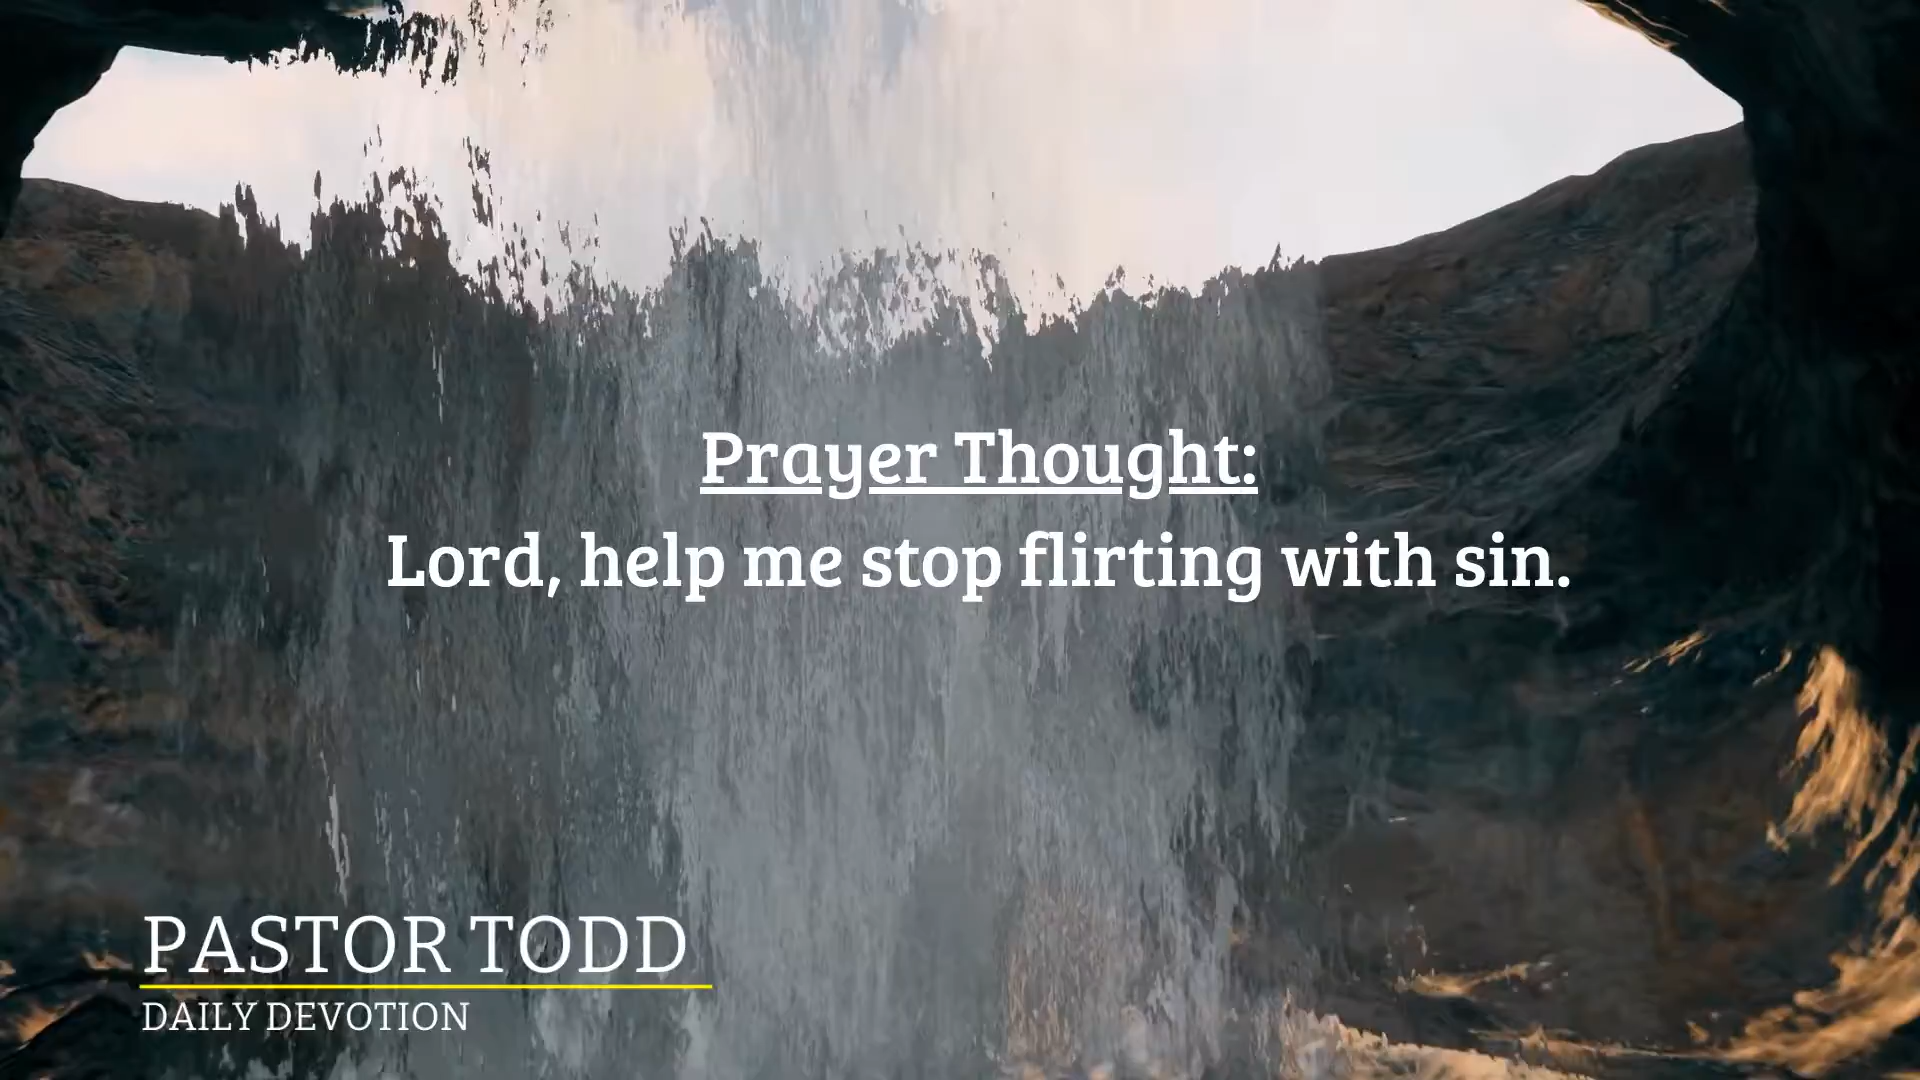 Prayer Thought:
Lord, help me stop flirting with sin.
PASTOR TODD
DAILY DEVOTION